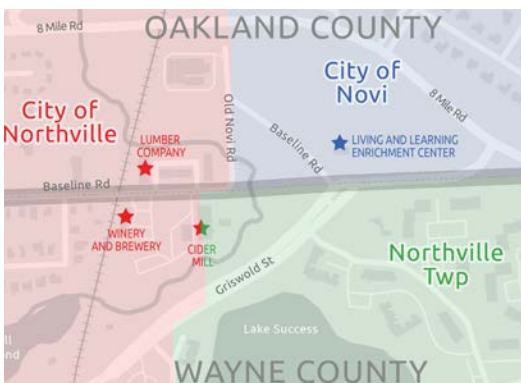 OAKLAND COUNTY
8 Mile Rd
City of
Novi
City of
Northville
Old Novi Rd
8 Mile Rd
Baseline Rd
LUMBER
COMPANY
LIVING AND LEARNING
ENRICHMENT CENTER
Baseline Rd
WINERY
AND BREWERY
CIDER
MILL
Northville
Twp
Griswold St
Lake Success
WAYNE COUNTY